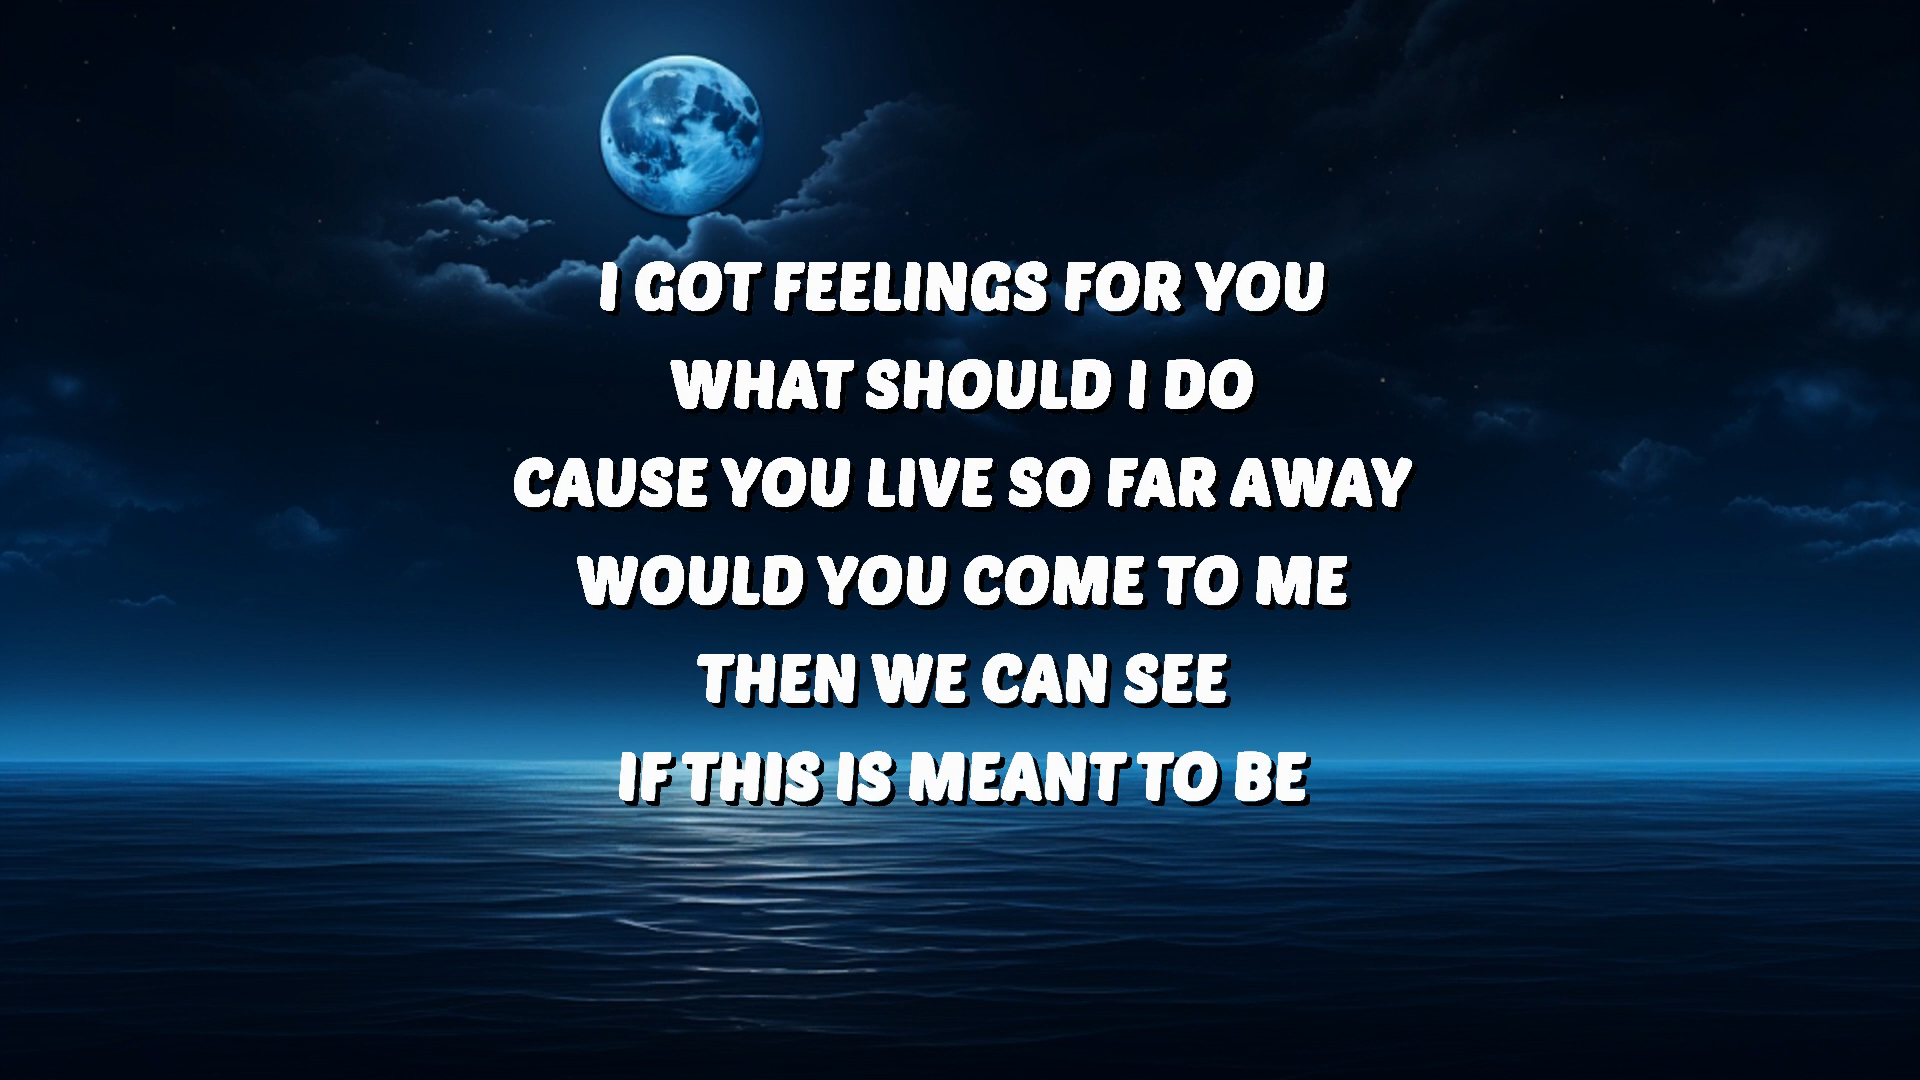 I GOT FEELINGS FOR YOU
WHAT SHOULD I DO
CAUSE YOU LIVE SO FAR AWAY
WOULD YOU COME TO ME
THEN WE CAN SEE
IF THIS IS MEANT TO BE